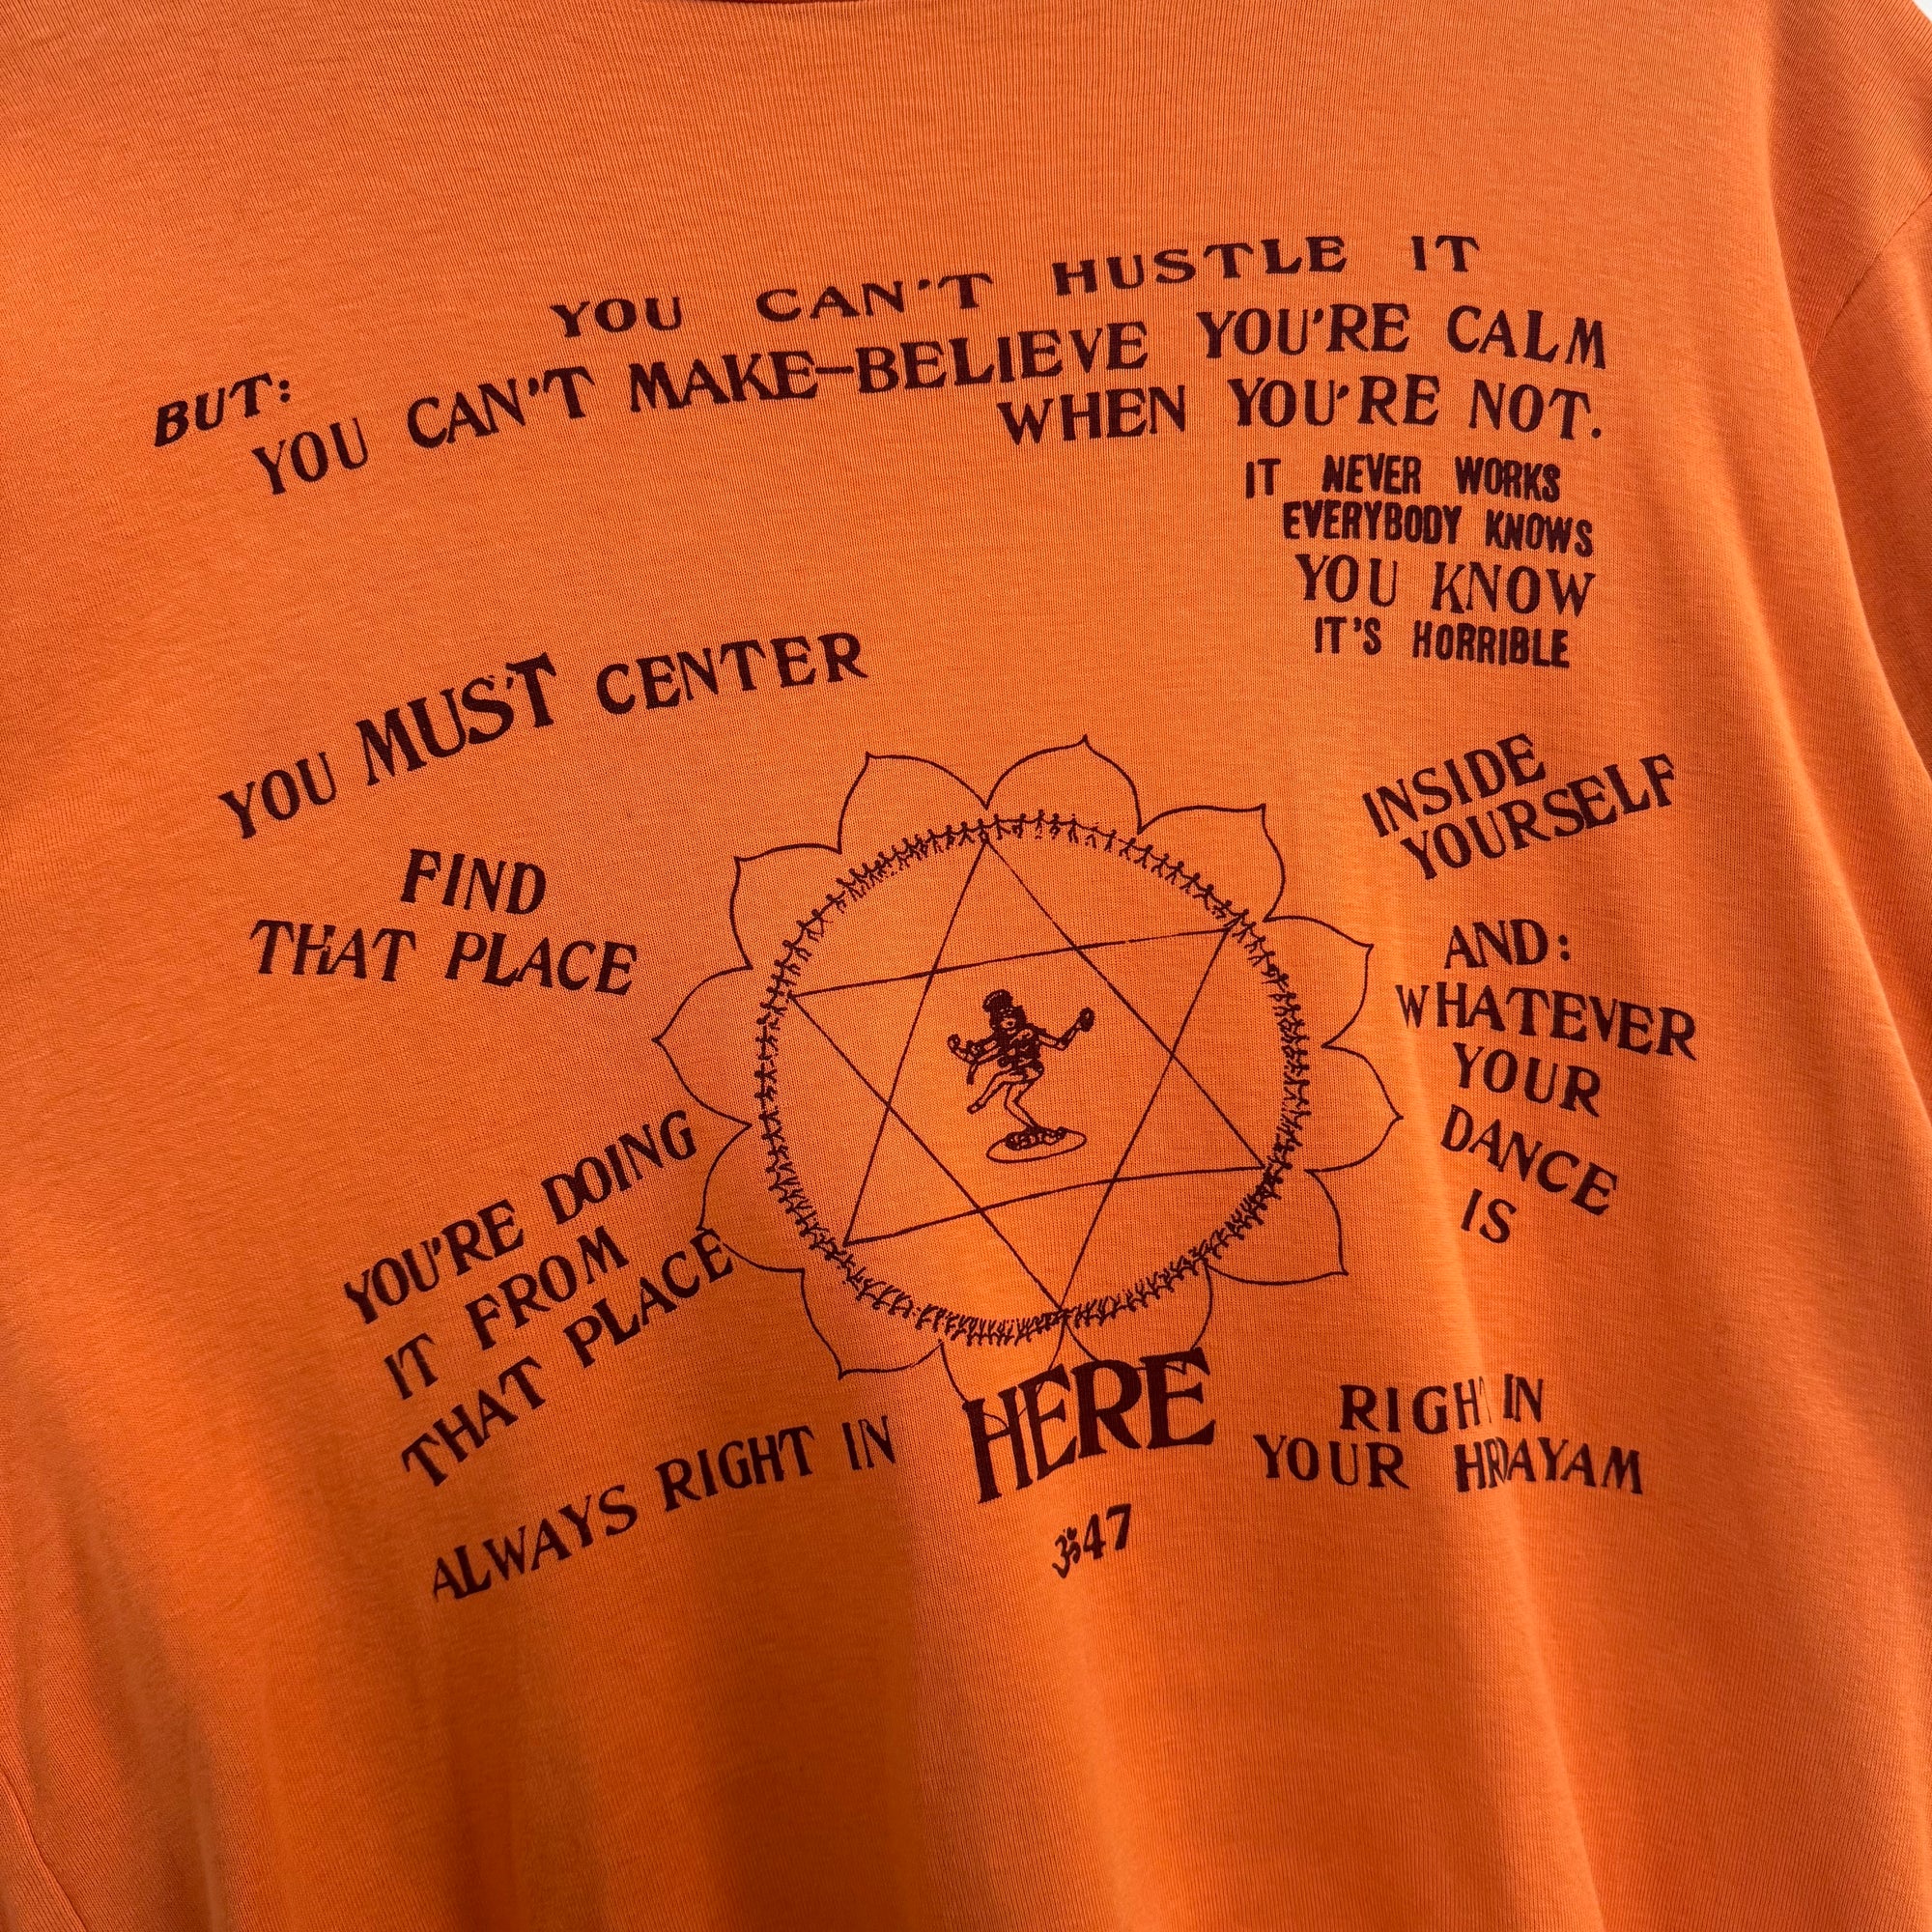 YOU CAN'T HUSTLE IT
BUT:
YOU CAN'T MAKE-BELIEVE YOU'RE CALM
WHEN YOU'RE NOT.
IT NEVER WORKS
EVERYBODY KNOWS
YOU KNOW
IT'S HORRIBLE
YOU MUST CENTER
INSIDE
YOURSELF
FIND
THAT PLACE
AND:
WHATEVER
YOUR
DANCE
IS
YOU'RE DOING
IT FROM
THAT PLACE
ALWAYS RIGHT IN
HERE
RIGHT IN
YOUR HRDAYAM
ॐ47